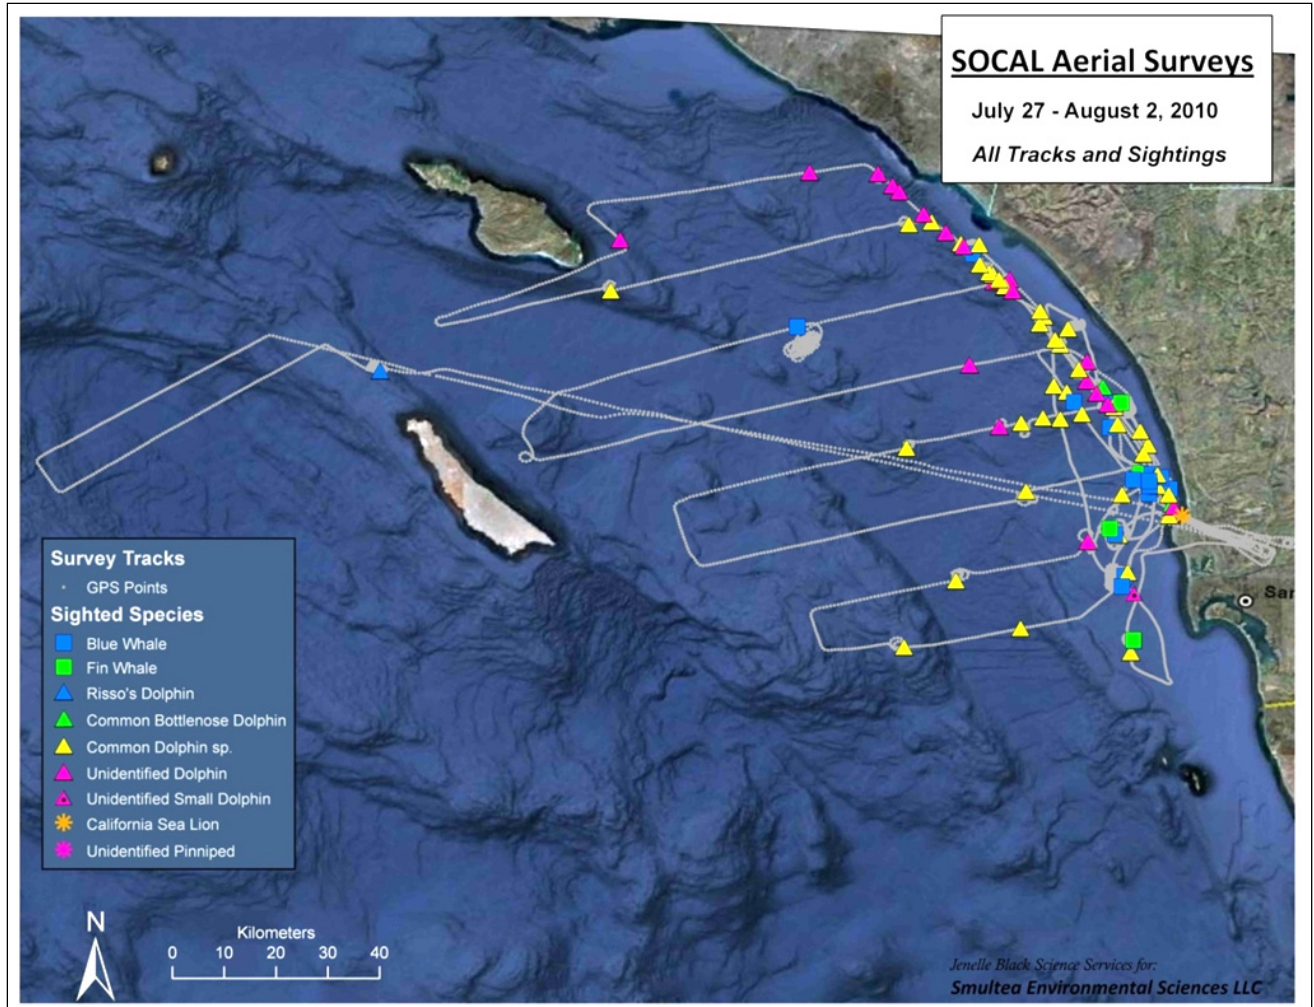 SOCAL Aerial Surveys
July 27 - August 2, 2010
All Tracks and Sightings
Survey Tracks
GPS Points
Sighted Species
Blue Whale
Fin Whale
Risso's Dolphin
Common Bottlenose Dolphin
Common Dolphin sp.
Unidentified Dolphin
Unidentified Small Dolphin
California Sea Lion
Unidentified Pinniped
San
N
Kilometers
0 10 20 30 40
Jenelle Black Science Services for:
Smultea Environmental Sciences LLC